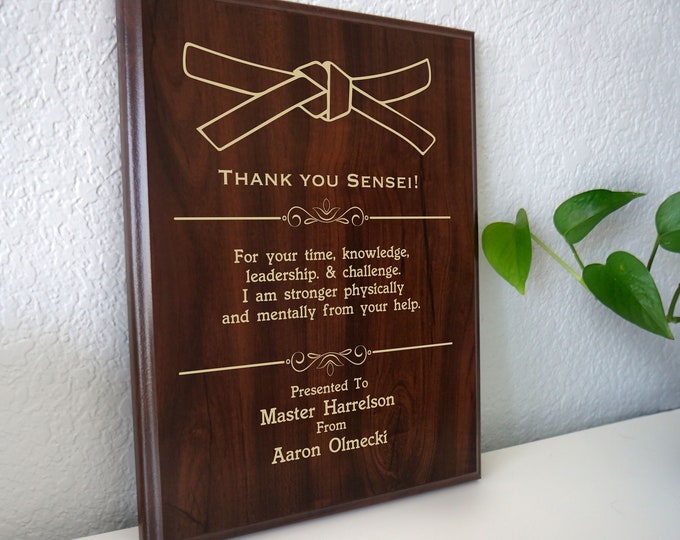 THANK YOU SENSEI!
For your time, knowledge,
leadership. & challenge.
I am stronger physically
and mentally from your help.
Presented To
Master Harrelson
From
Aaron Olmecki